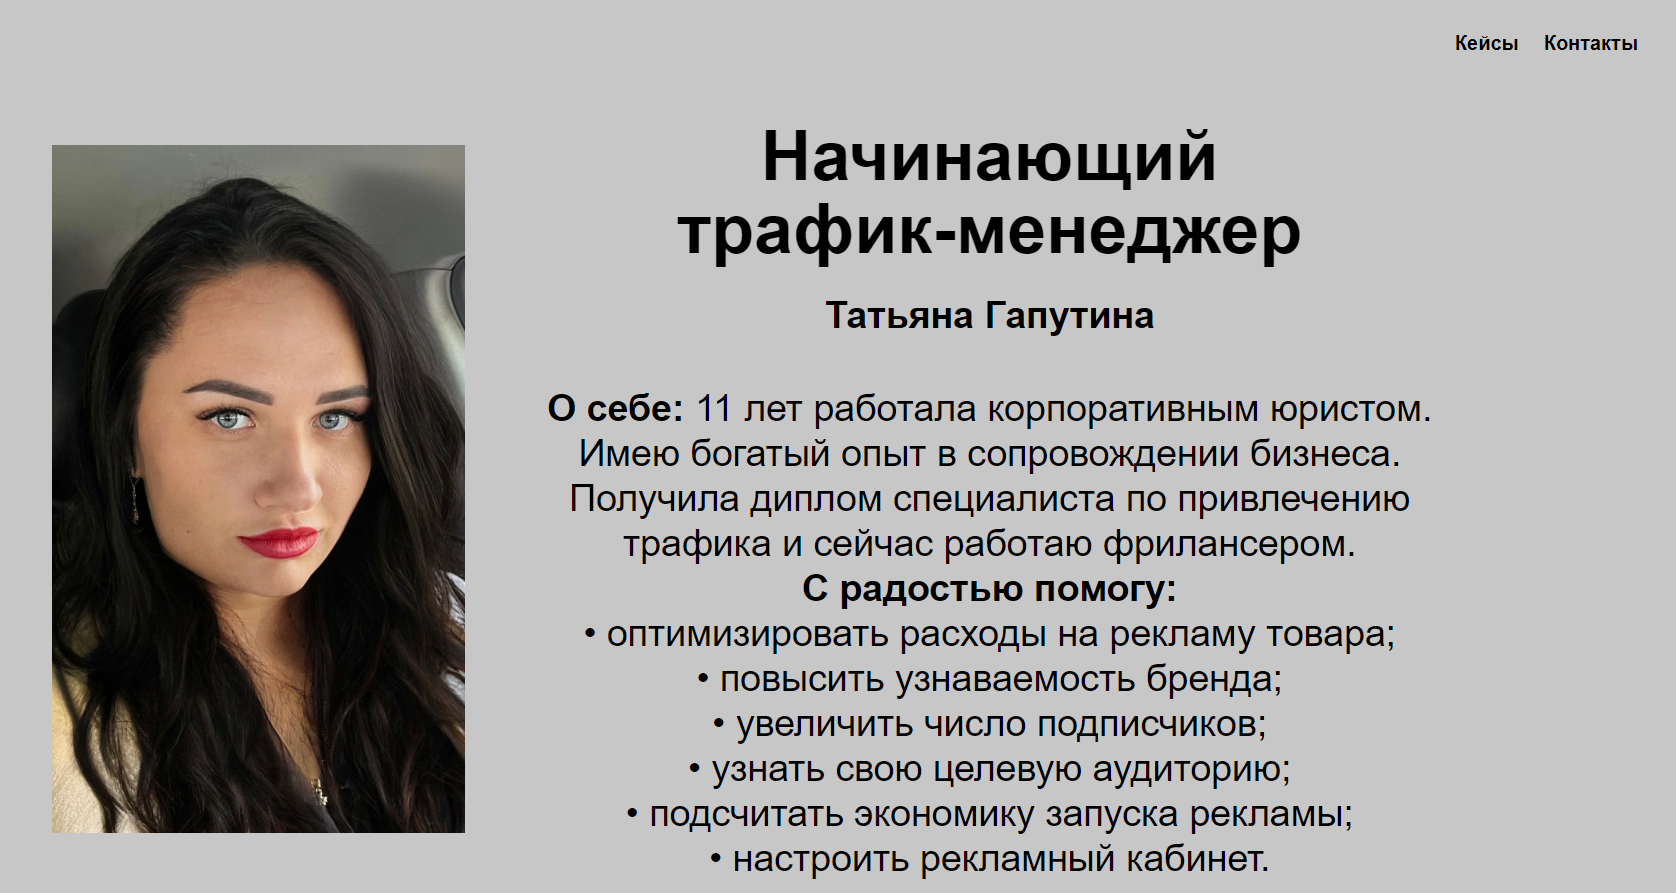 Кейсы Контакты
Начинающий
трафик-менеджер
Татьяна Гапутина
О себе: 11 лет работала корпоративным юристом.
Имею богатый опыт в сопровождении бизнеса.
Получила диплом специалиста по привлечению
трафика и сейчас работаю фрилансером.
С радостью помогу:
• оптимизировать расходы на рекламу товара;
• повысить узнаваемость бренда;
• увеличить число подписчиков;
• узнать свою целевую аудиторию;
• подсчитать экономику запуска рекламы;
• настроить рекламный кабинет.